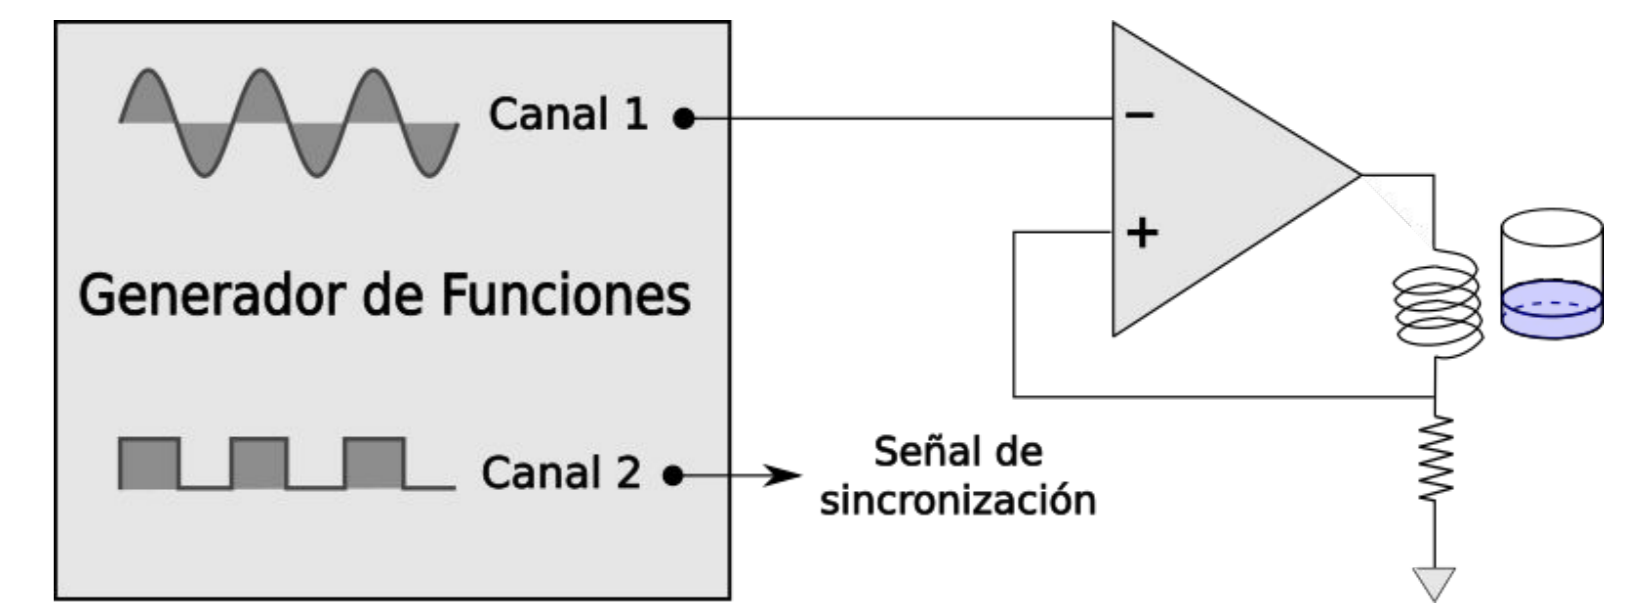 Canal 1
−
+
Generador de Funciones
Canal 2
Señal de
sincronización